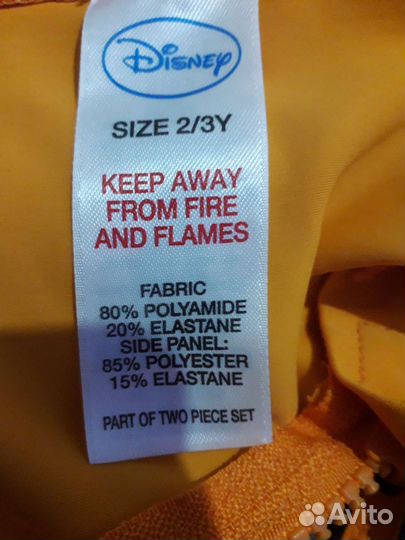 Disney
SIZE 2/3Y
KEEP AWAY
FROM FIRE
AND FLAMES
FABRIC
80% POLYAMIDE
20% ELASTANE
SIDE PANEL:
85% POLYESTER
15% ELASTANE
PART OF TWO PIECE SET
Avito